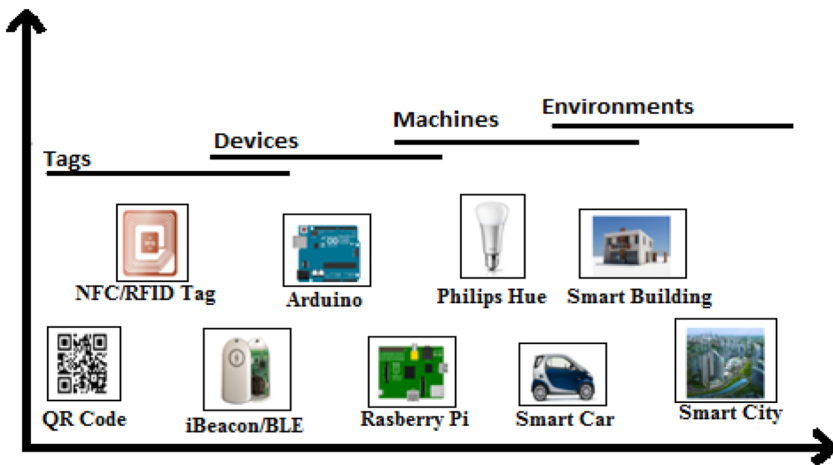 Environments
Machines
Devices
Tags
NFC/RFID Tag
Arduino
Philips Hue
Smart Building
QR Code
iBeacon/BLE
Rasberry Pi
Smart Car
Smart City